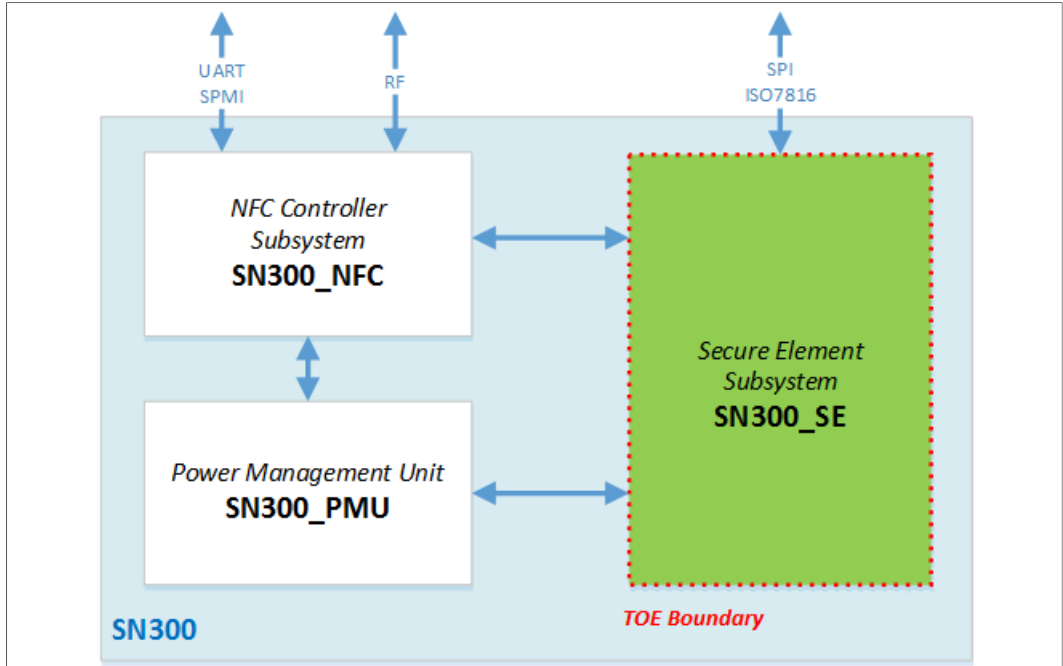 UART
SPMI
RF
SPI
ISO7816
NFC Controller
Subsystem
SN300_NFC
Secure Element
Subsystem
SN300_SE
Power Management Unit
SN300_PMU
TOE Boundary
SN300